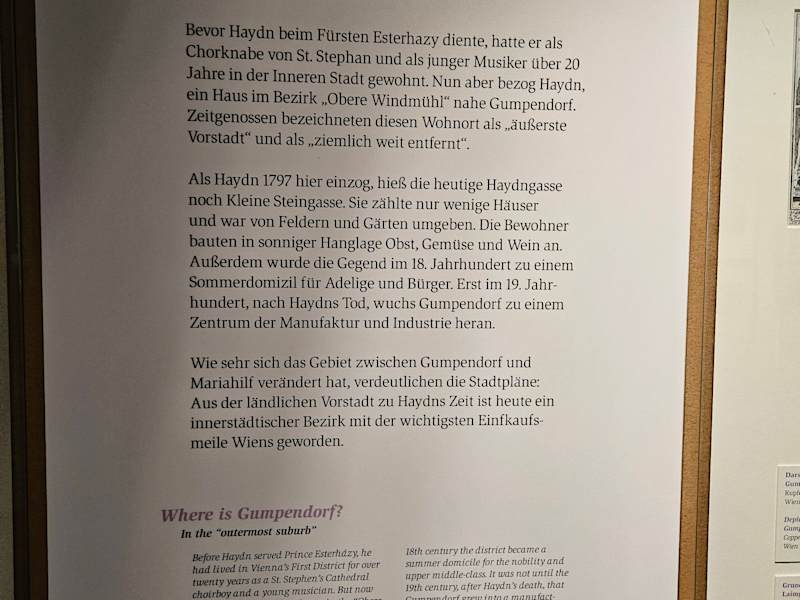 Bevor Haydn beim Fürsten Esterhazy diente, hatte er als
Chorknabe von St. Stephan und als junger Musiker über 20
Jahre in der Inneren Stadt gewohnt. Nun aber bezog Haydn,
ein Haus im Bezirk „Obere Windmühl“ nahe Gumpendorf.
Zeitgenossen bezeichneten diesen Wohnort als „äußerste
Vorstadt“ und als „ziemlich weit entfernt“.
Als Haydn 1797 hier einzog, hieß die heutige Haydngasse
noch Kleine Steingasse. Sie zählte nur wenige Häuser
und war von Feldern und Gärten umgeben. Die Bewohner
bauten in sonniger Hanglage Obst, Gemüse und Wein an.
Außerdem wurde die Gegend im 18. Jahrhundert zu einem
Sommerdomizil für Adelige und Bürger. Erst im 19. Jahr-
hundert, nach Haydns Tod, wuchs Gumpendorf zu einem
Zentrum der Manufaktur und Industrie heran.
Wie sehr sich das Gebiet zwischen Gumpendorf und
Mariahilf verändert hat, verdeutlichen die Stadtpläne:
Aus der ländlichen Vorstadt zu Haydns Zeit ist heute ein
innerstädtischer Bezirk mit der wichtigsten Einfkaufs-
meile Wiens geworden.
Where is Gumpendorf?
In the “outermost suburb”
Before Haydn served Prince Esterházy, he
had lived in Vienna's First District for over
twenty years as a St. Stephen's Cathedral
choirboy and a young musician. But now
18th century the district became a
summer domicile for the nobility and
upper middle-class. It was not until the
19th century, after Haydn's death, that
Gumpendorf grew into a manufact-
Wien
Wien